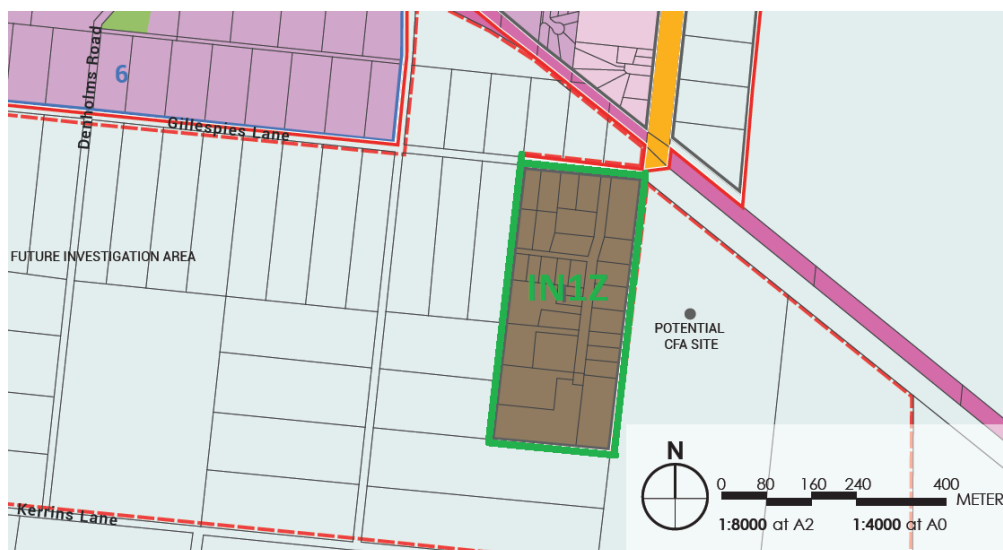 Denholms Road
6
Gillespies Lane
FUTURE INVESTIGATION AREA
IN1Z
POTENTIAL
CFA SITE
N
0 80 160 240 400
METER
1:8000 at A2 1:4000 at A0
Kerrins Lane